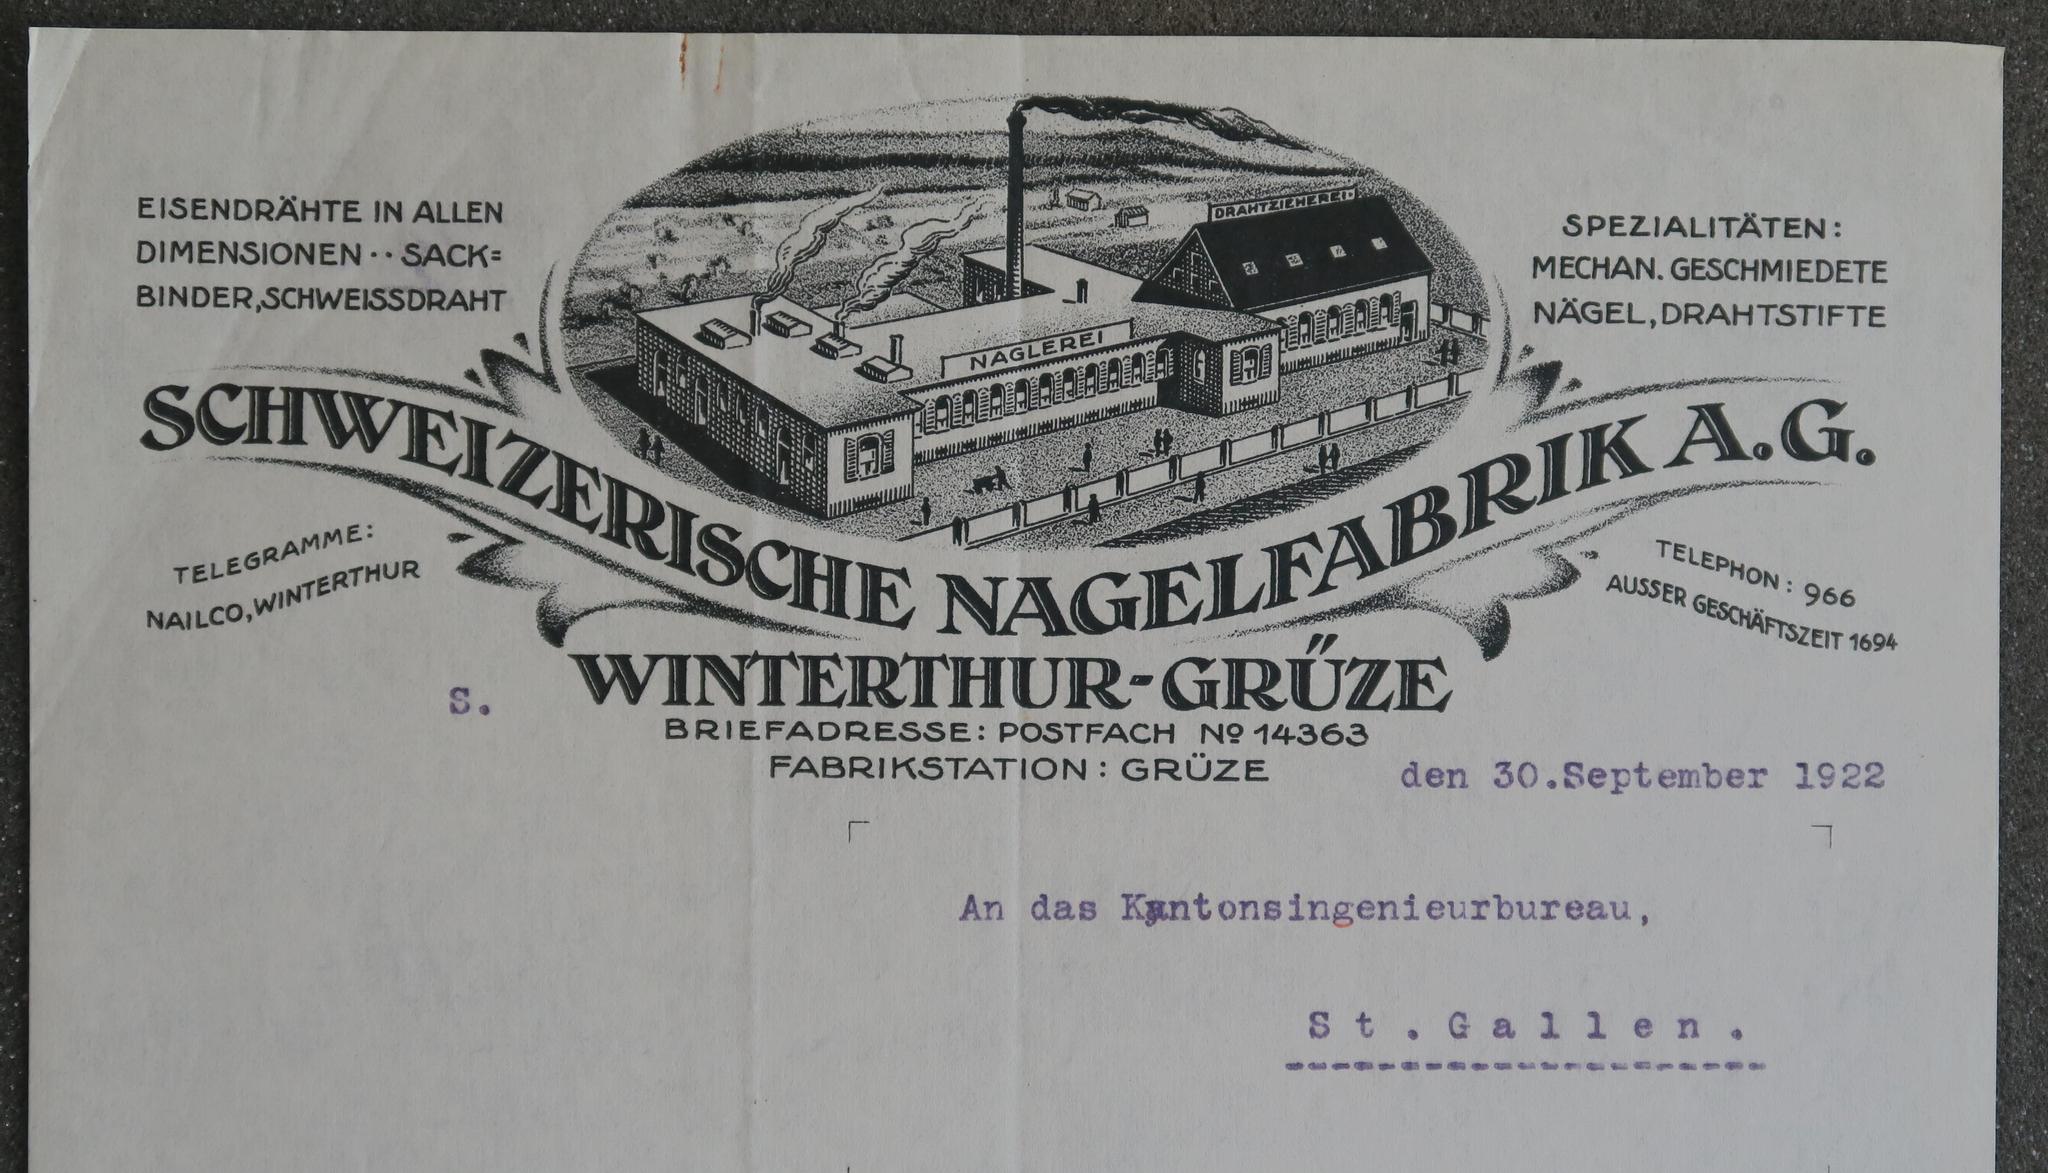 EISENDRÄHTE IN ALLEN
DIMENSIONEN ·· SACK=
BINDER, SCHWEISSDRAHT
DRAHTZIEHEREI·
NAGLEREI
SPEZIALITÄTEN:
MECHAN. GESCHMIEDETE
NÄGEL, DRAHTSTIFTE
SCHWEIZERISCHE NAGELFABRIK A.G.
TELEGRAMME:
NAILCO, WINTERTHUR
TELEPHON: 966
AUSSER GESCHÄFTSZEIT 1694
WINTERTHUR-GRÜZE
S.
BRIEFADRESSE: POSTFACH Nº 14363
FABRIKSTATION: GRÜZE
den 30.September 1922
An das Kantonsingenieurbureau,
St.Gallen.